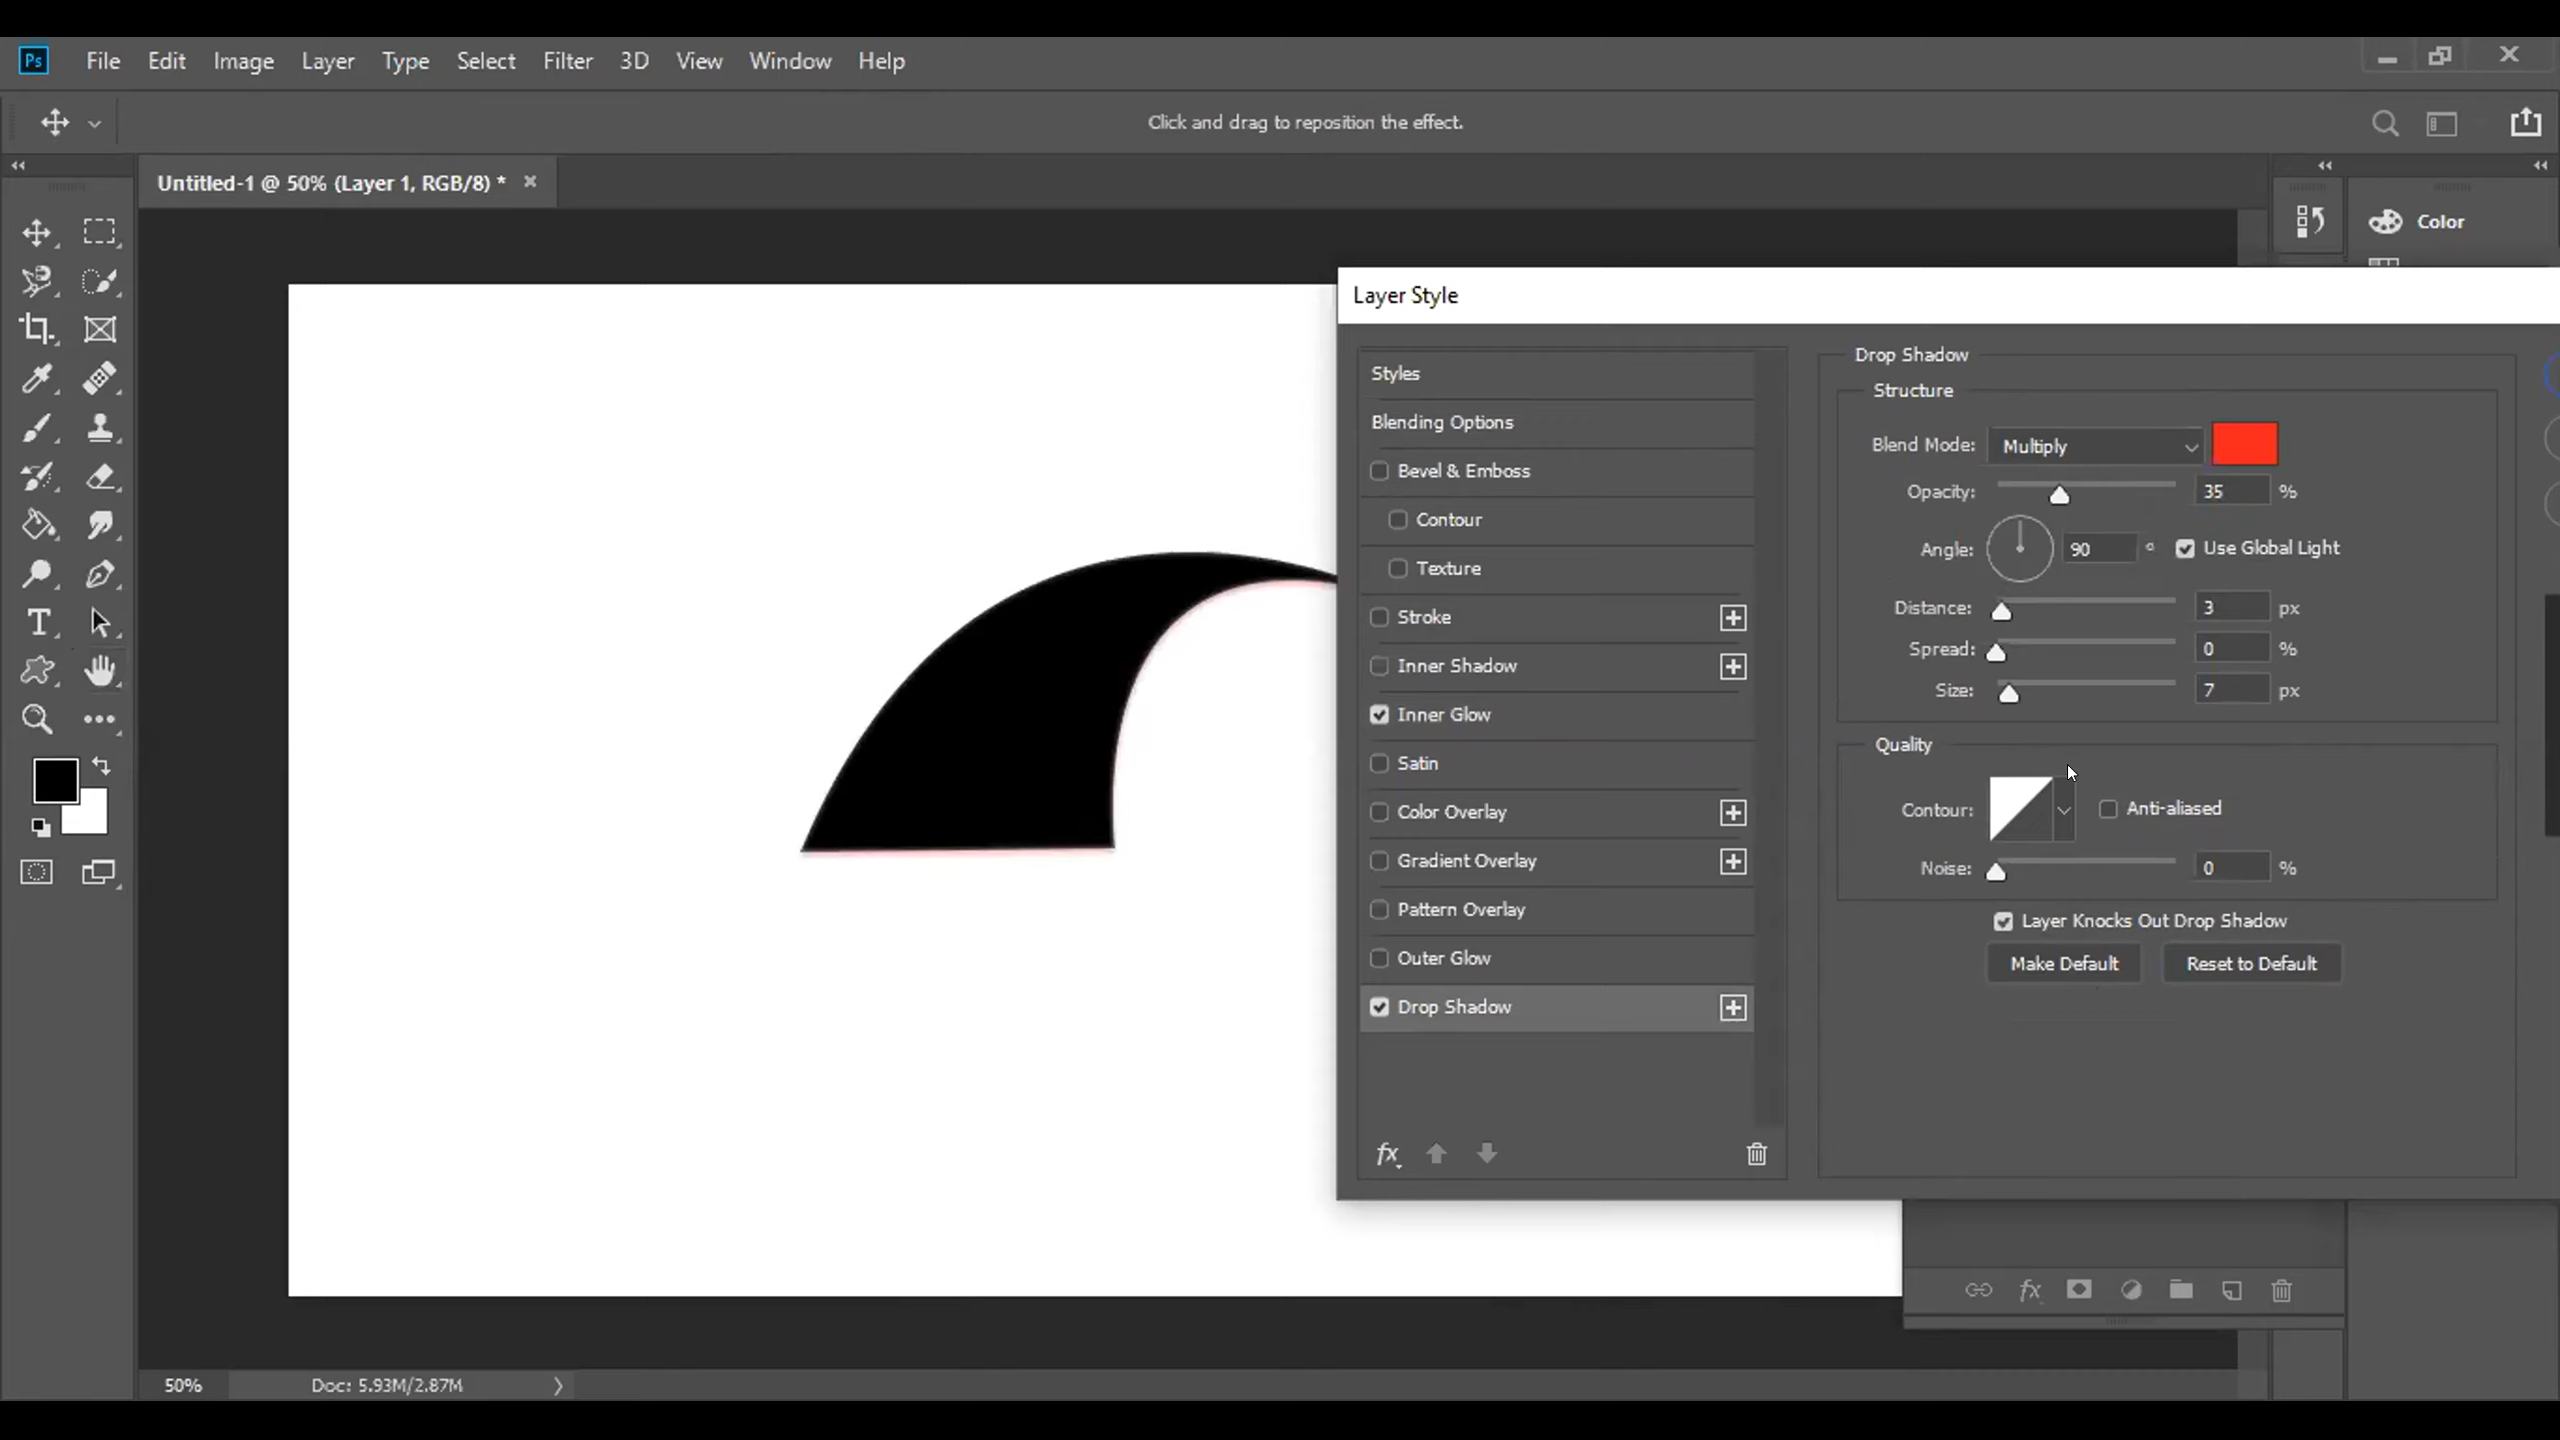 Ps File Edit Image Layer Type Select Filter 3D View Window Help
Click and drag to reposition the effect.
Untitled-1 @ 50% (Layer 1, RGB/8) *
Color
Layer Style
Styles
Blending Options
Bevel & Emboss
Contour
Texture
Stroke
Inner Shadow
Inner Glow
Satin
Color Overlay
Gradient Overlay
Pattern Overlay
Outer Glow
Drop Shadow
fx
Drop Shadow
Structure
Blend Mode: Multiply
Opacity: 35 %
Angle: 90 ° Use Global Light
Distance: 3 px
Spread: 0 %
Size: 7 px
Quality
Contour: Anti-aliased
Noise: 0 %
Layer Knocks Out Drop Shadow
Make Default Reset to Default
fx
50% Doc: 5.93M/2.87M